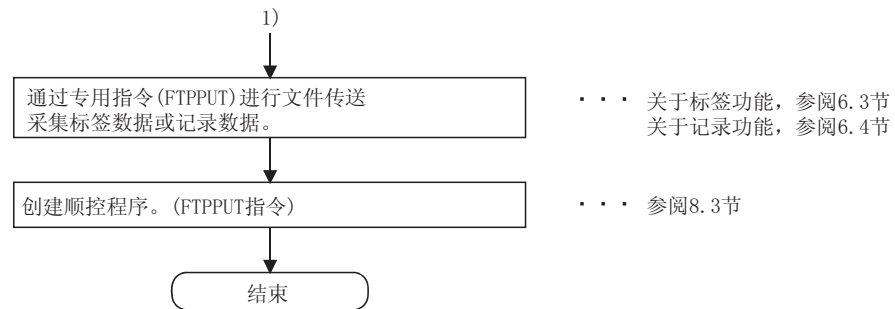 1)
通过专用指令(FTPPUT)进行文件传送
采集标签数据或记录数据。
··· 关于标签功能，参阅6.3节
关于记录功能，参阅6.4节
创建顺控程序。(FTPPUT指令)
··· 参阅8.3节
结束